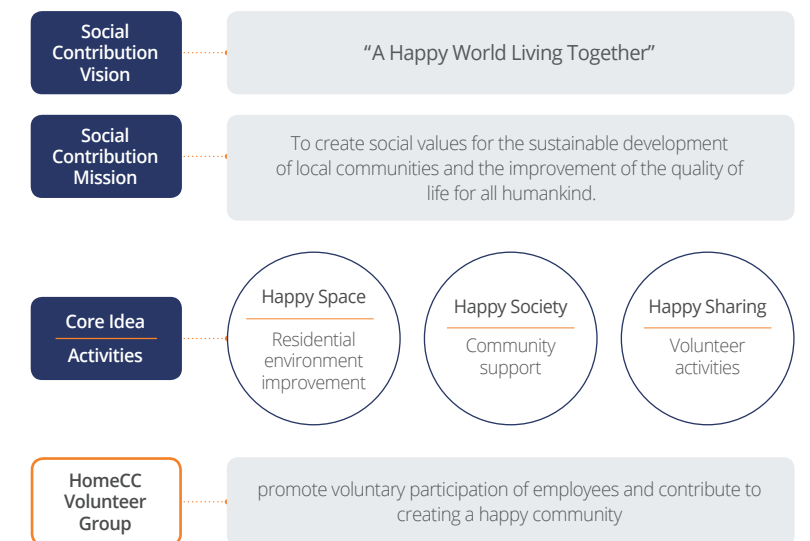 Social
Contribution
Vision
“A Happy World Living Together”
Social
Contribution
Mission
To create social values for the sustainable development
of local communities and the improvement of the quality of
life for all humankind.
Core Idea
Activities
Happy Space
Residential
environment
improvement
Happy Society
Community
support
Happy Sharing
Volunteer
activities
HomeCC
Volunteer
Group
promote voluntary participation of employees and contribute to
creating a happy community